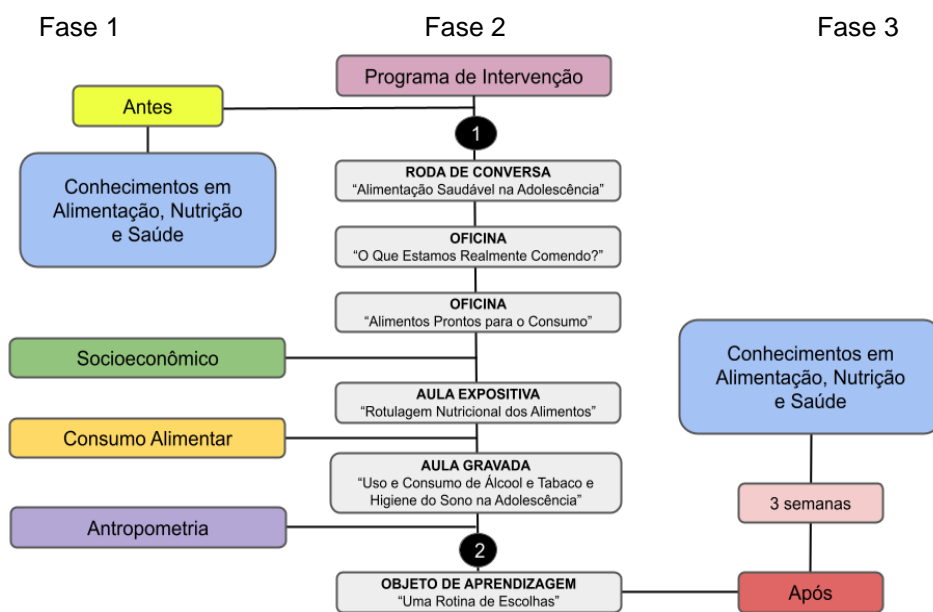 Fase 1
Fase 2
Fase 3
Programa de Intervenção
Antes
1
Conhecimentos em
Alimentação, Nutrição
e Saúde
RODA DE CONVERSA
“Alimentação Saudável na Adolescência”
OFICINA
“O Que Estamos Realmente Comendo?”
OFICINA
“Alimentos Prontos para o Consumo”
Socioeconômico
Conhecimentos em
Alimentação, Nutrição
e Saúde
AULA EXPOSITIVA
“Rotulagem Nutricional dos Alimentos”
Consumo Alimentar
AULA GRAVADA
“Uso e Consumo de Álcool e Tabaco e
Higiene do Sono na Adolescência”
3 semanas
Antropometria
2
OBJETO DE APRENDIZAGEM
“Uma Rotina de Escolhas”
Após